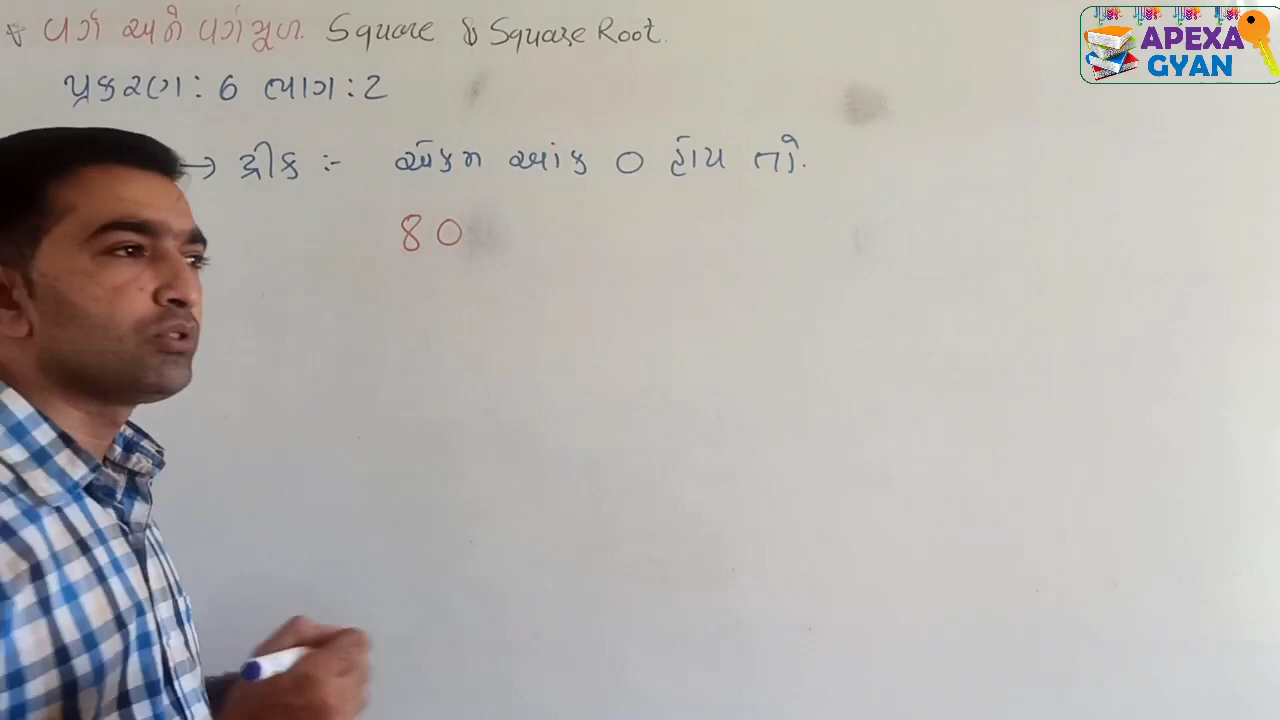 * વર્ગ અને વર્ગમૂળ. Square & Square Root.
પ્રકરણ : 6 ભાગ : 2
→ ટ્રીક :- એકમ આંક 0 હોય તો.
80
APEXA
GYAN